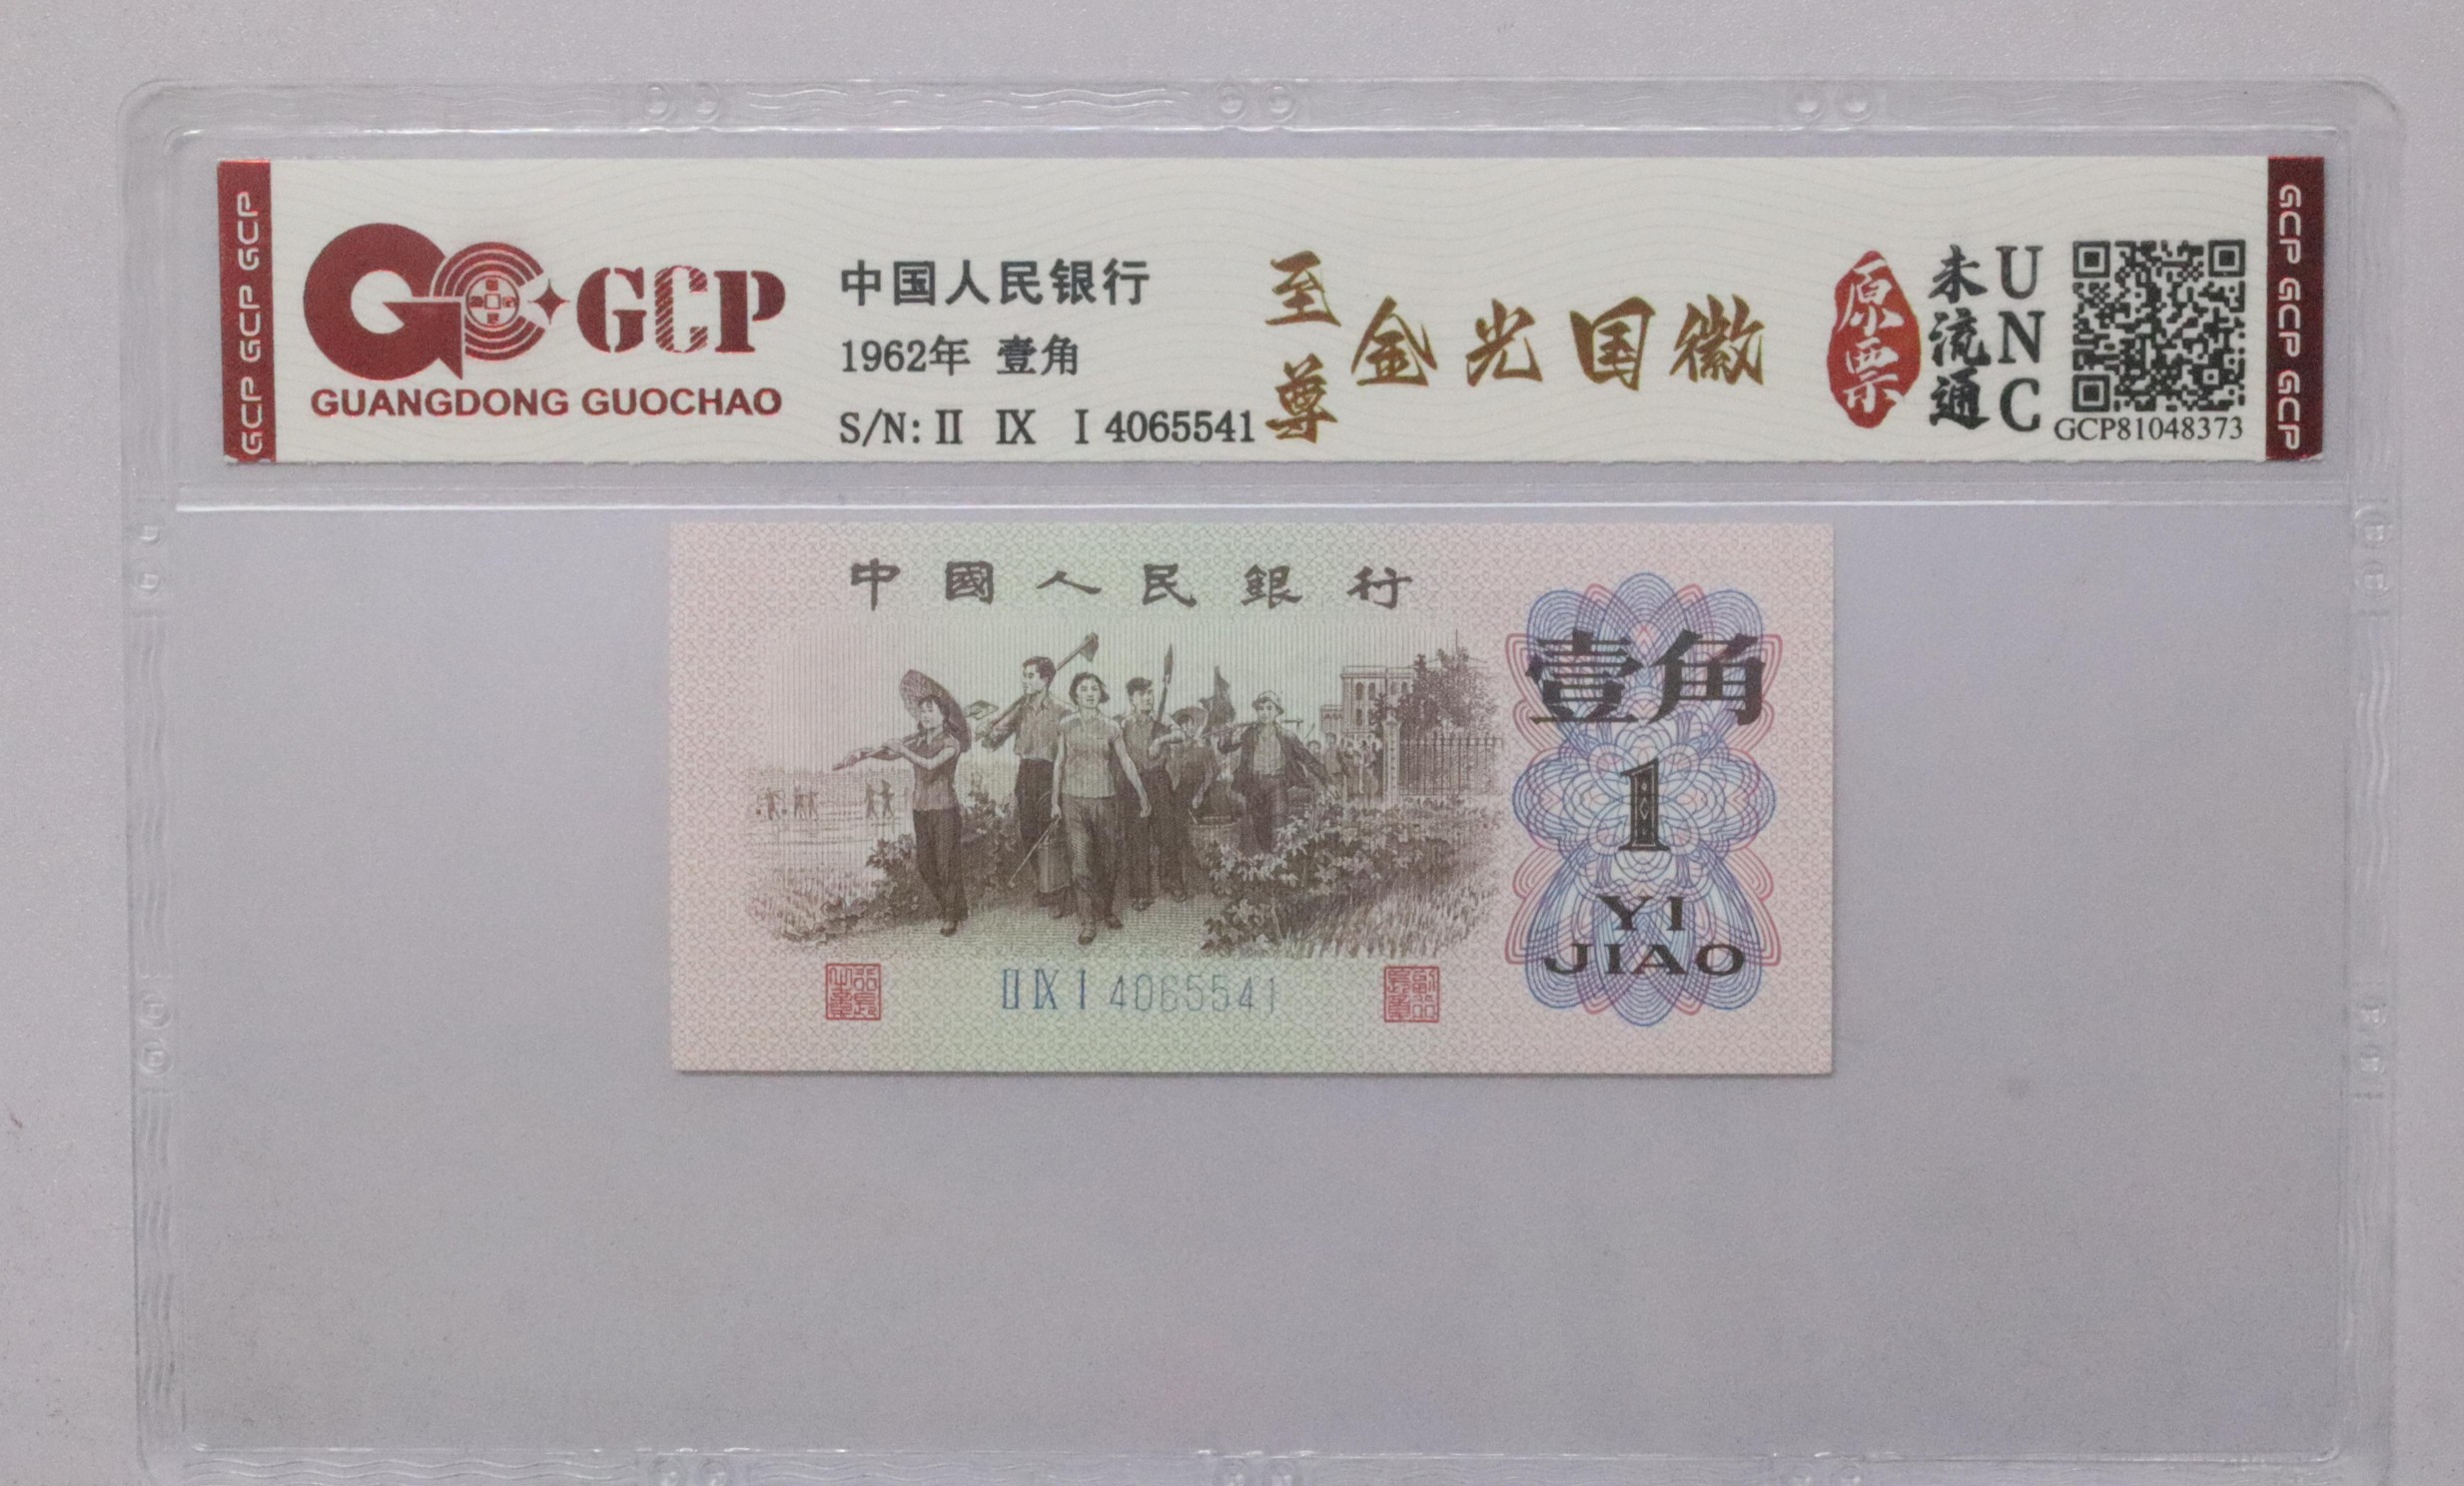 GCP GCP GCP
GCP
GUANGDONG GUOCHAO
中国人民银行
1962年 壹角
S/N: II IX I 4065541
至尊
金光国徽
原票
未流通
UNC
GCP81048373
GCP GCP GCP
中國人民銀行
壹角
1
YI
JIAO
II IX I 4065541